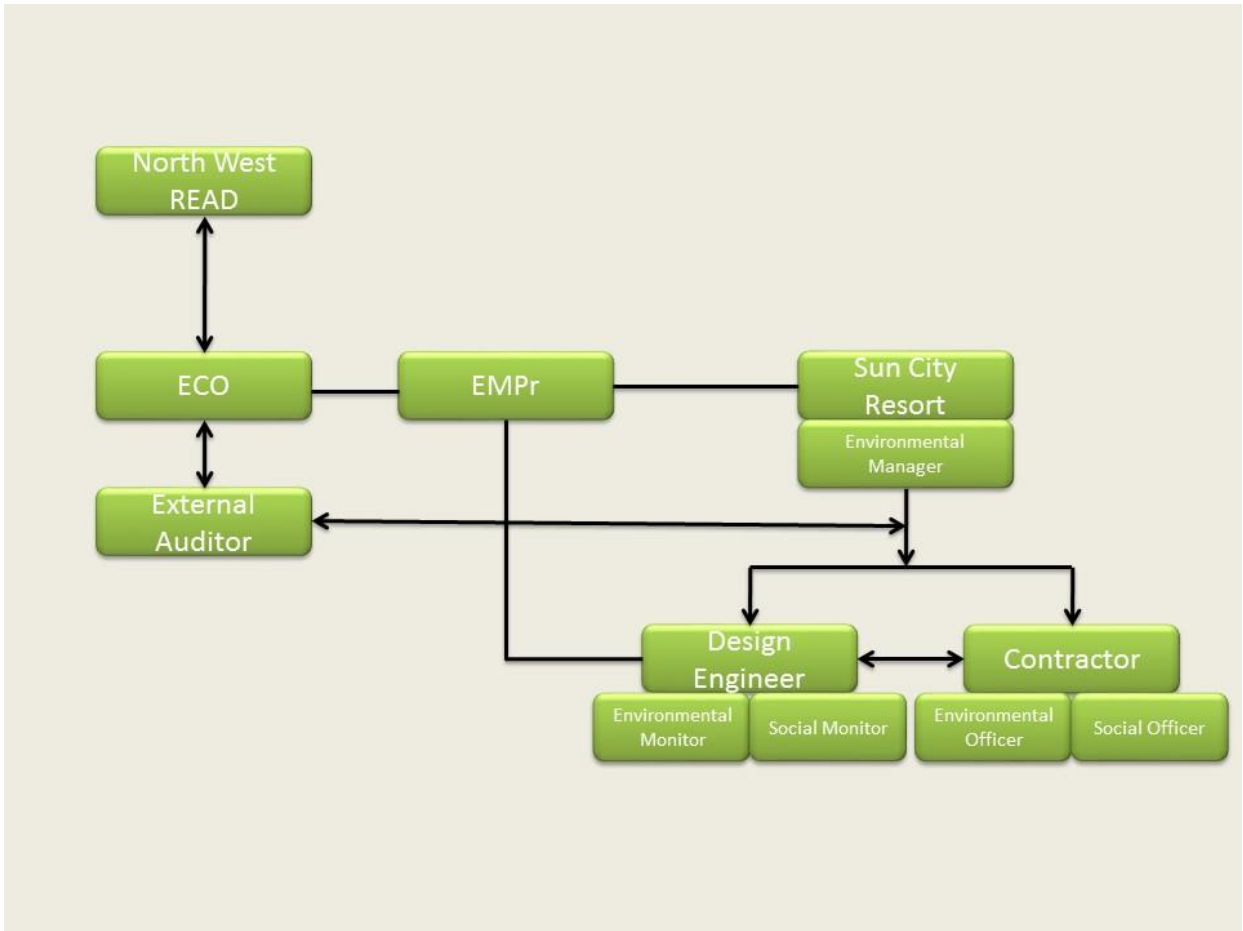 North West
READ
ECO
EMPr
Sun City
Resort
Environmental
Manager
External
Auditor
Design
Engineer
Contractor
Environmental
Monitor
Social Monitor
Environmental
Officer
Social Officer